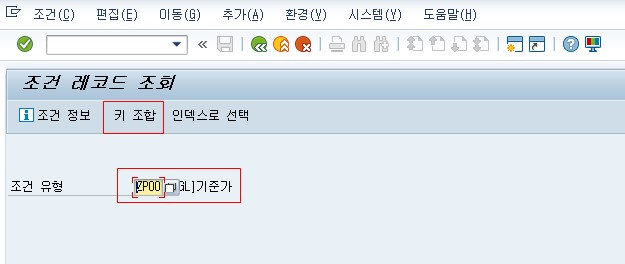 조건(C) 편집(E) 이동(G) 추가(A) 환경(V) 시스템(Y) 도움말(H)
조건 레코드 조회
조건 정보 키 조합 인덱스로 선택
조건 유형 ZP00 GL]기준가